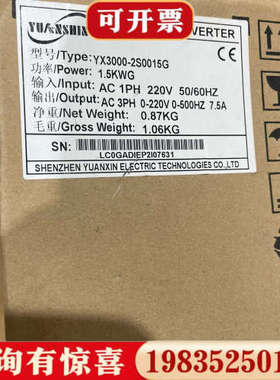 可开票
YUANSHIN
VERTER
型号/Type: YX3000-2S0015G
功率/Power: 1.5KWG
输入/Input: AC 1PH 220V 50/60HZ
输出/Output: AC 3PH 0-220V 0-500HZ 7.5A
净重/Net Weight: 0.87KG
毛重/Gross Weight: 1.06KG
SN:
LC0GADIEP2I07631
SHENZHEN YUANXIN ELECTRIC TECHNOLOGIES CO.,LTD
询有惊喜
198352501